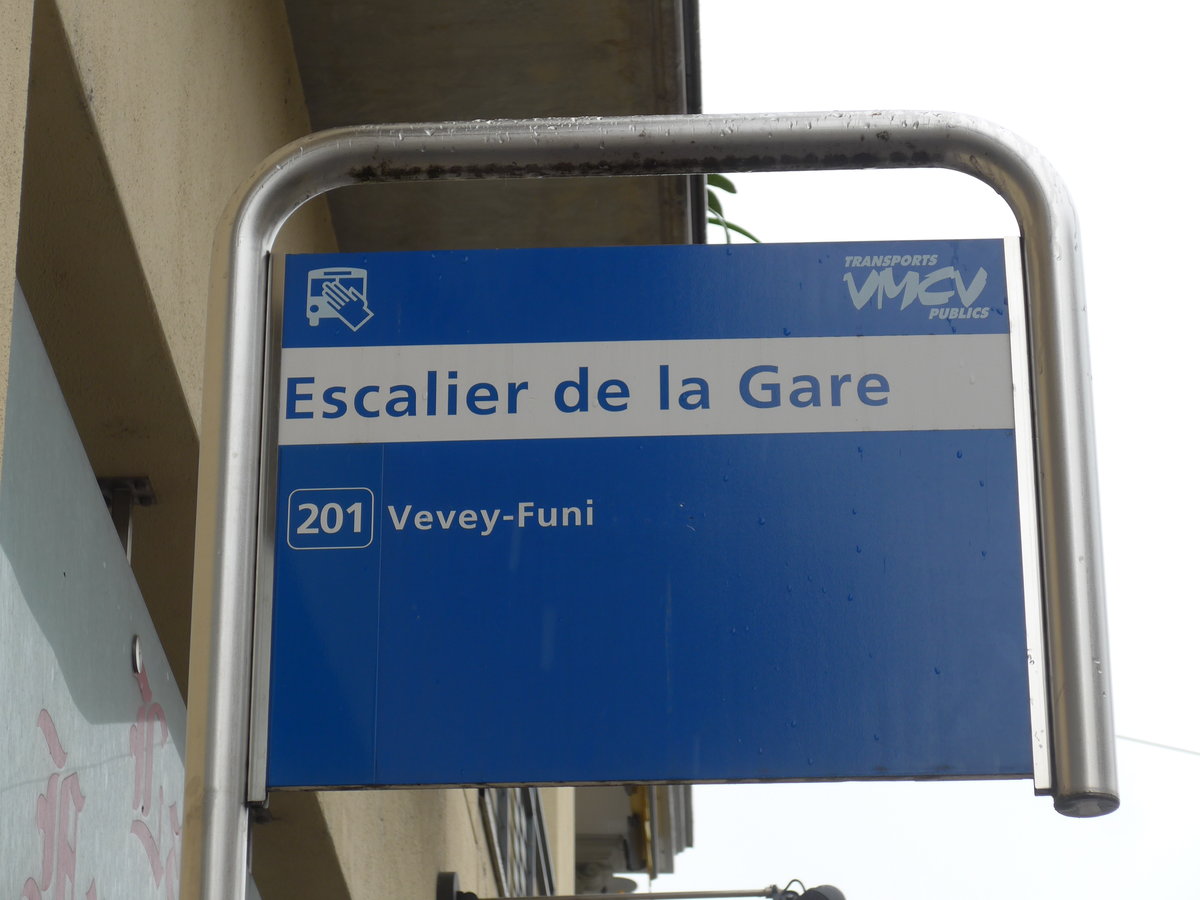 TRANSPORTS
VMCV
PUBLICS
Escalier de la Gare
201 Vevey-Funi